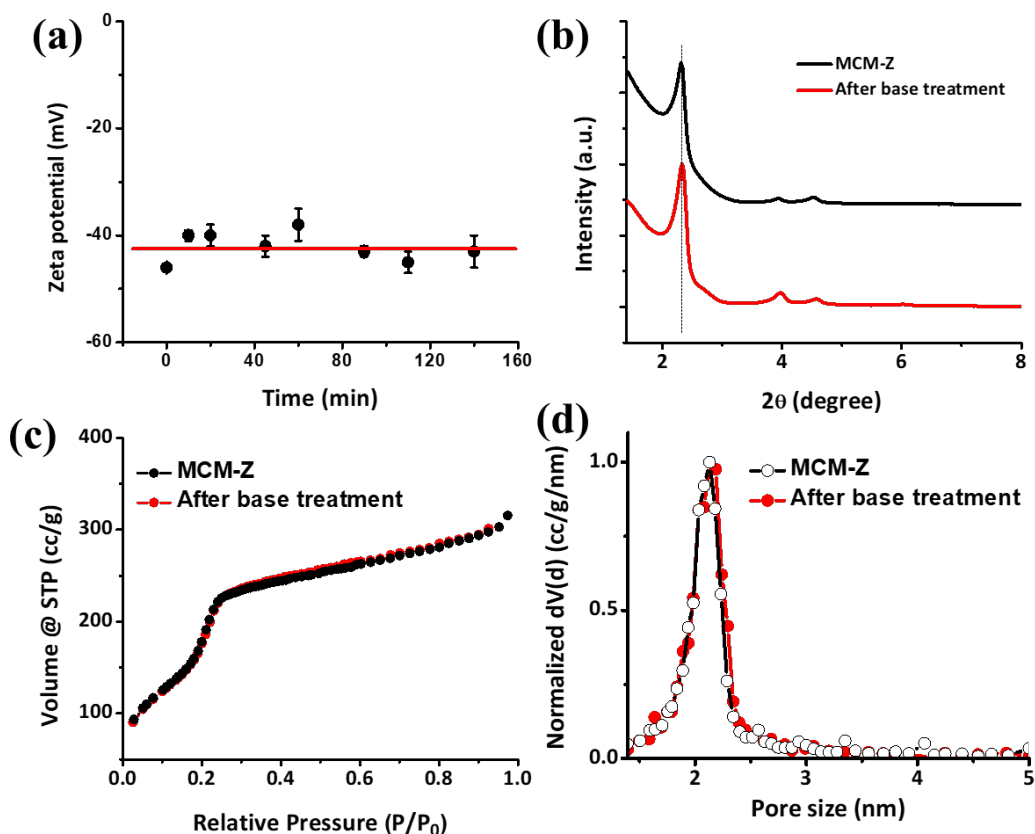 (a)
0
-20
-40
-60
Zeta potential (mV)
0
40
80
120
160
Time (min)
(b)
MCM-Z
After base treatment
Intensity (a.u.)
2
4
6
8
2θ (degree)
(c)
400
300
200
100
Volume @ STP (cc/g)
MCM-Z
After base treatment
0.0
0.2
0.4
0.6
0.8
1.0
Relative Pressure (P/P0)
(d)
1.0
0.5
0.0
Normalized dV(d) (cc/g/nm)
MCM-Z
After base treatment
2
3
4
5
Pore size (nm)